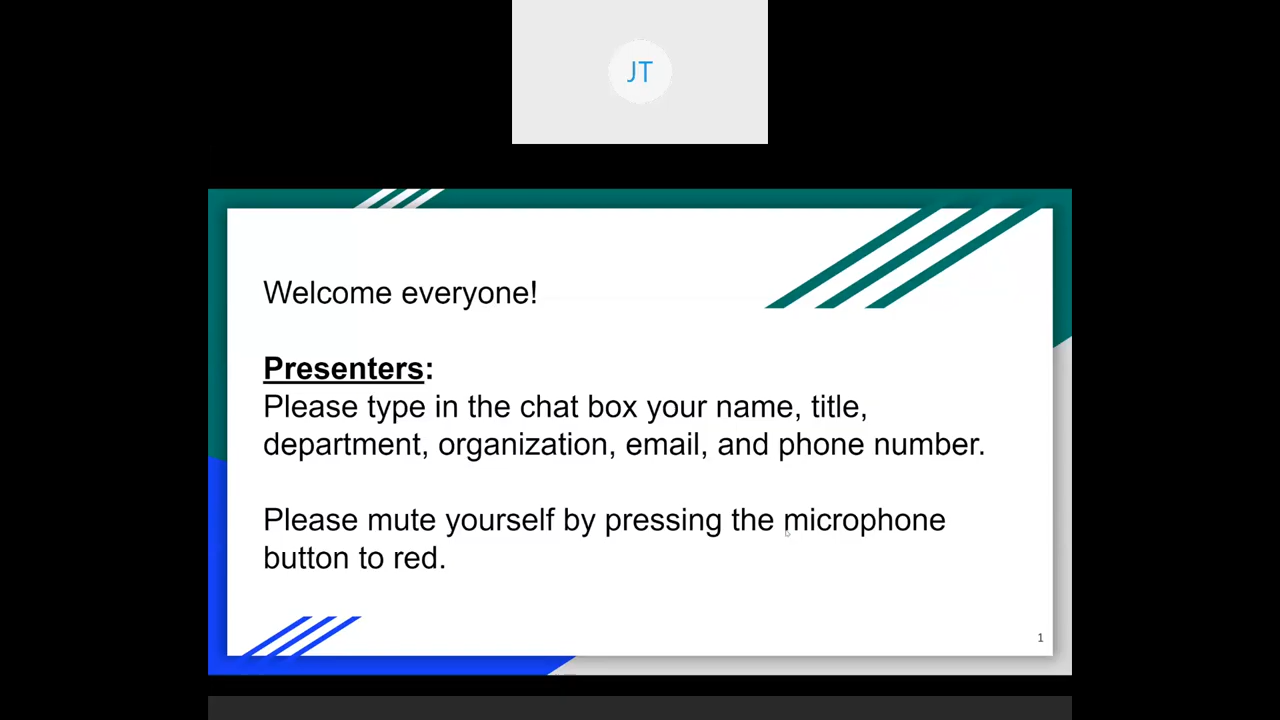 JT
Welcome everyone!
Presenters:
Please type in the chat box your name, title,
department, organization, email, and phone number.
Please mute yourself by pressing the microphone
button to red.
1